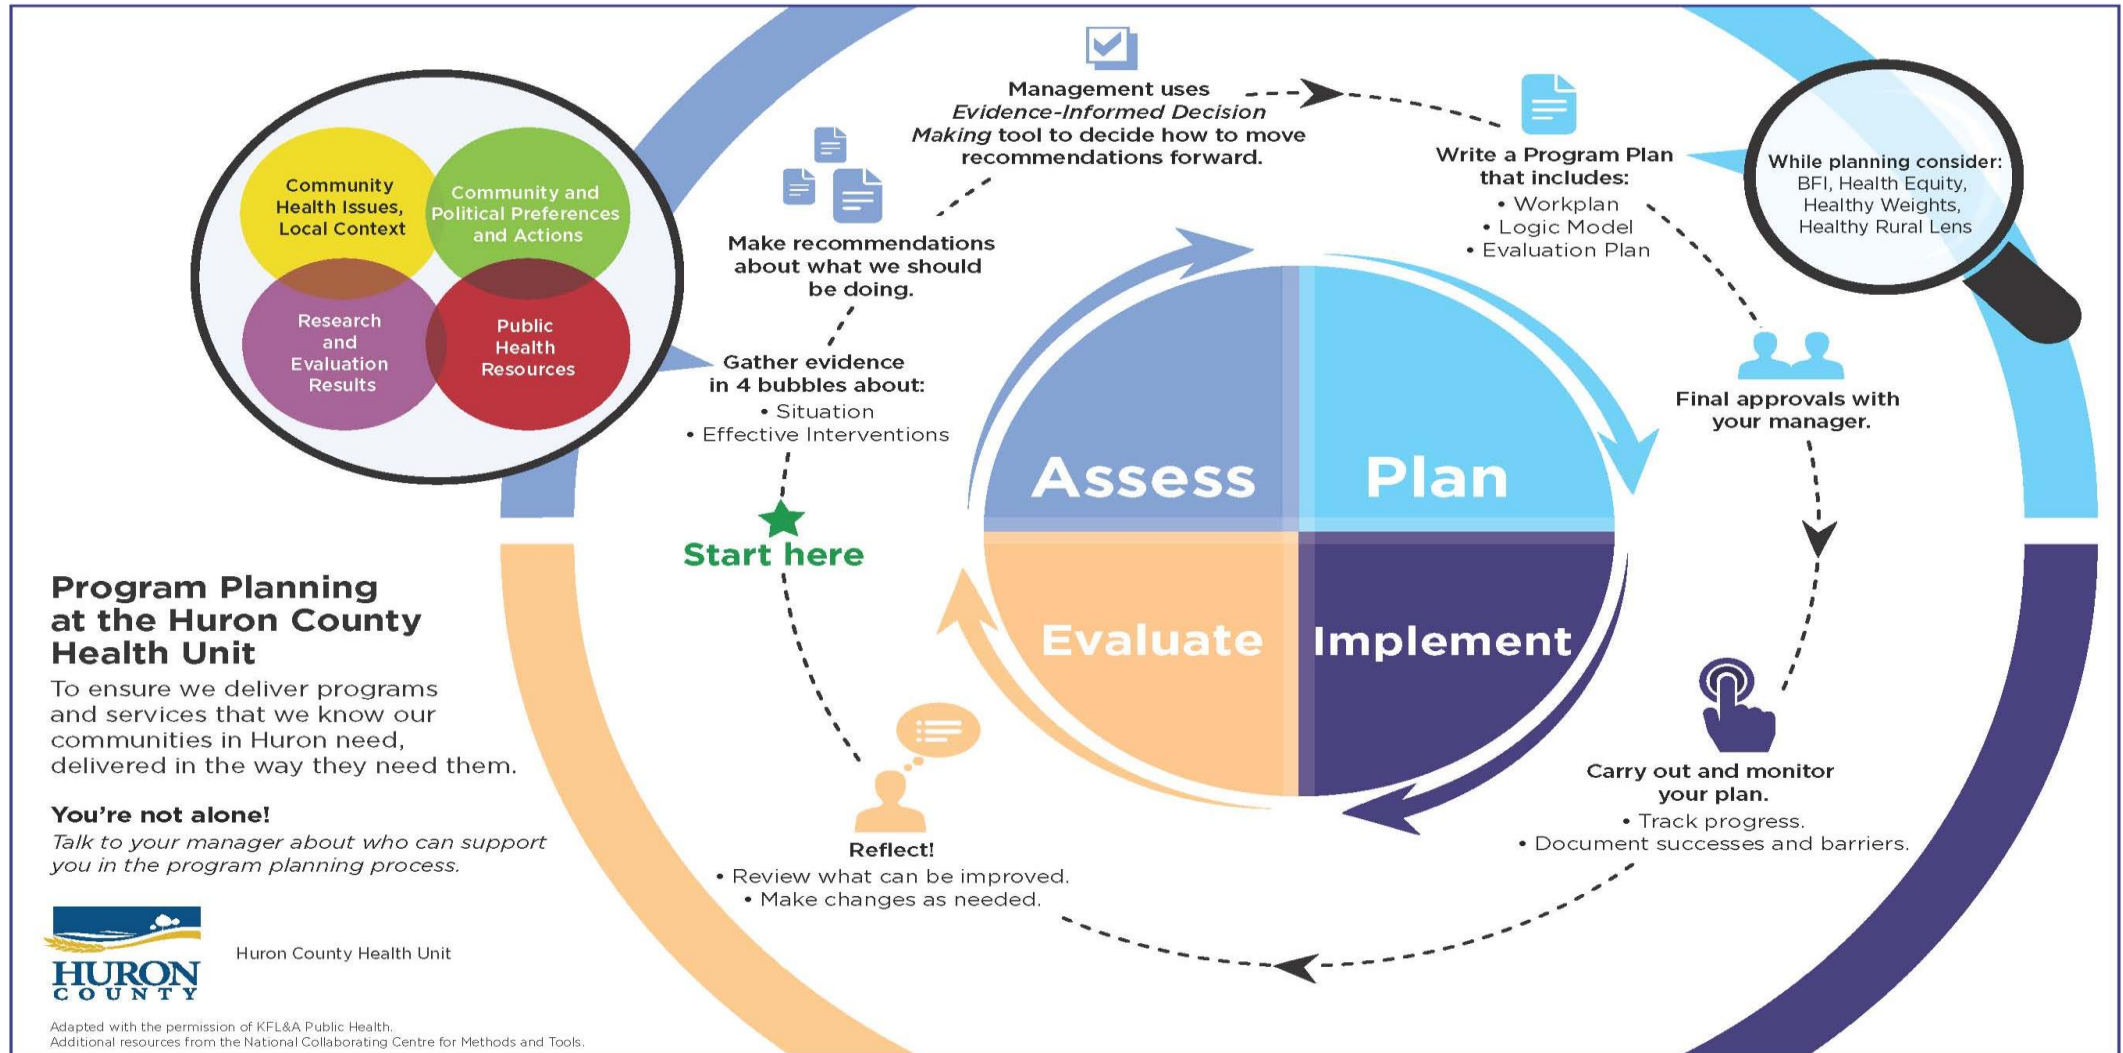 Management uses
Evidence-Informed Decision
Making tool to decide how to move
recommendations forward.
Write a Program Plan
that includes:
• Workplan
• Logic Model
• Evaluation Plan
While planning consider:
BFI, Health Equity,
Healthy Weights,
Healthy Rural Lens
Community
Health Issues,
Local Context
Community and
Political Preferences
and Actions
Research
and
Evaluation
Results
Public
Health
Resources
Make recommendations
about what we should
be doing.
Gather evidence
in 4 bubbles about:
• Situation
• Effective Interventions
Start here
Final approvals with
your manager.
Assess
Plan
Evaluate
Implement
Program Planning
at the Huron County
Health Unit
To ensure we deliver programs
and services that we know our
communities in Huron need,
delivered in the way they need them.
You're not alone!
Talk to your manager about who can support
you in the program planning process.
Carry out and monitor
your plan.
• Track progress.
• Document successes and barriers.
Reflect!
• Review what can be improved.
• Make changes as needed.
HURON
COUNTY
Huron County Health Unit
Adapted with the permission of KFL&A Public Health.
Additional resources from the National Collaborating Centre for Methods and Tools.